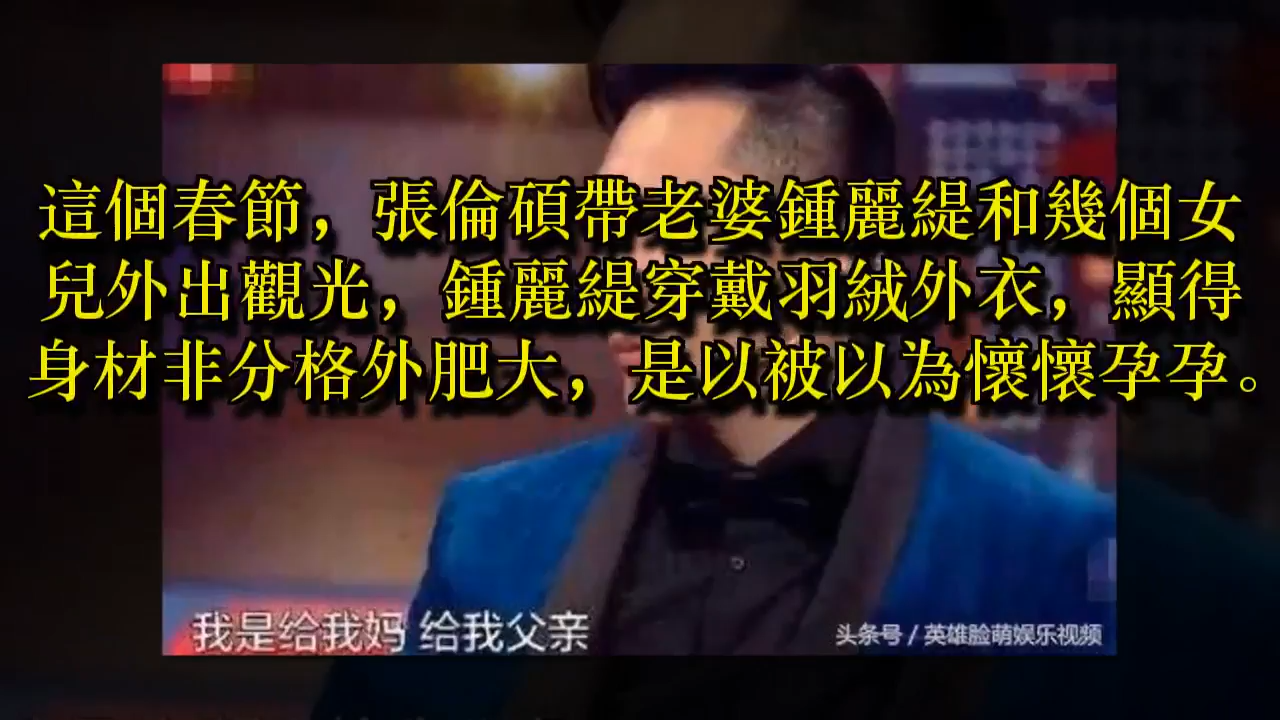 這個春節，張倫碩帶老婆鍾麗緹和幾個女
兒外出觀光，鍾麗緹穿戴羽絨外衣，顯得
身材非分格外肥大，是以被以為懷懷孕孕。
我是给我妈 给我父亲
头条号 / 英雄脸萌娱乐视频